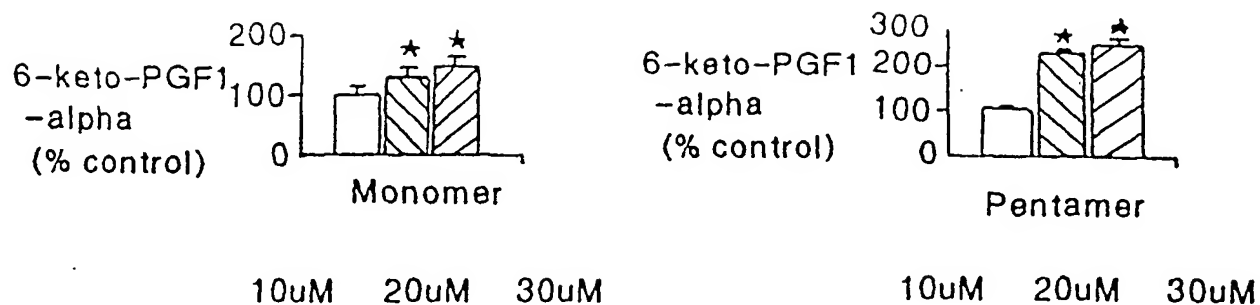 200
6-keto-PGF1
100
-alpha
(% control)
0
★ ★
Monomer
10uM 20uM 30uM
300
6-keto-PGF1
200
-alpha
100
(% control)
0
★ ★
Pentamer
10uM 20uM 30uM